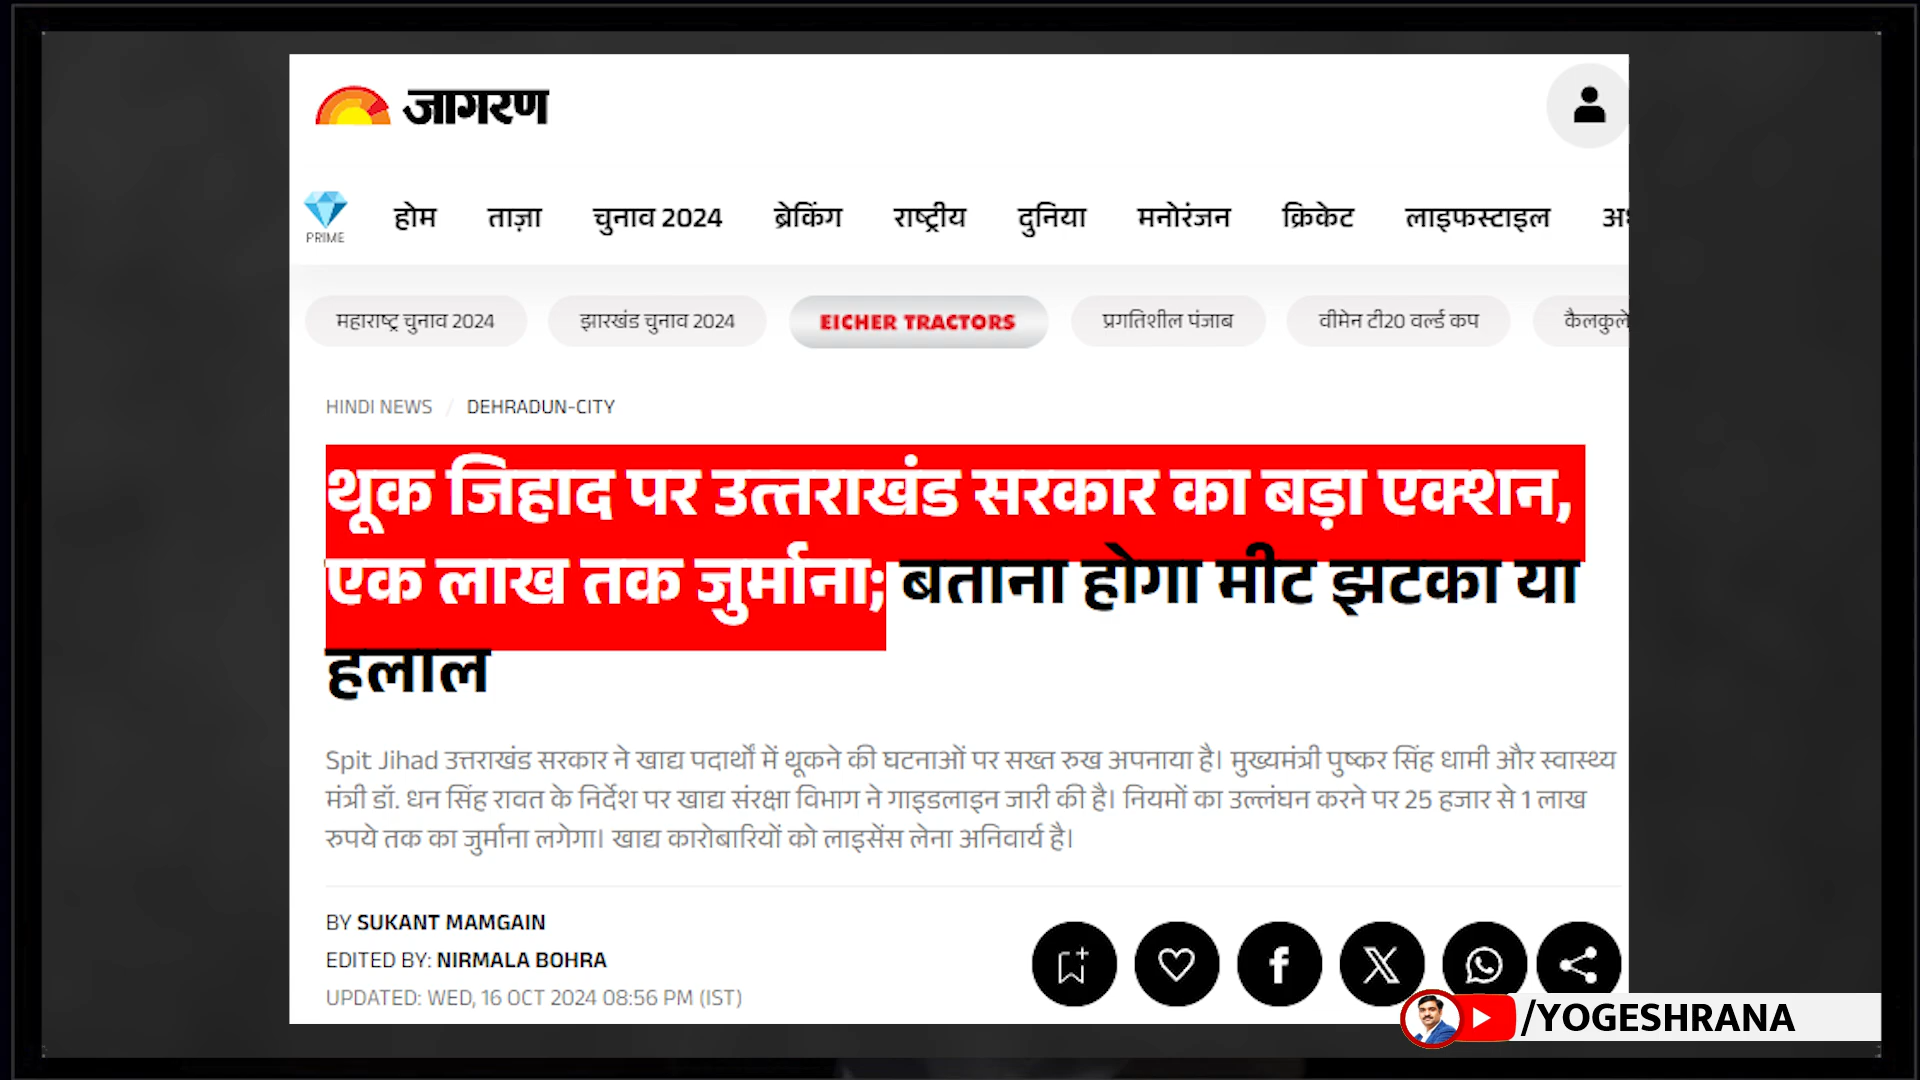 जागरण
PRIME
होम ताज़ा चुनाव 2024 ब्रेकिंग राष्ट्रीय दुनिया मनोरंजन क्रिकेट लाइफस्टाइल
महाराष्ट्र चुनाव 2024 झारखंड चुनाव 2024 EICHER TRACTORS प्रगतिशील पंजाब वीमेन टी20 वर्ल्ड कप
HINDI NEWS / DEHRADUN-CITY
थूक जिहाद पर उत्तराखंड सरकार का बड़ा एक्शन,
एक लाख तक जुर्माना; बताना होगा मीट झटका या
हलाल
Spit Jihad उत्तराखंड सरकार ने खाद्य पदार्थों में थूकने की घटनाओं पर सख्त रुख अपनाया है। मुख्यमंत्री पुष्कर सिंह धामी और स्वास्थ्य
मंत्री डॉ. धन सिंह रावत के निर्देश पर खाद्य संरक्षा विभाग ने गाइडलाइन जारी की है। नियमों का उल्लंघन करने पर 25 हजार से 1 लाख
रुपये तक का जुर्माना लगेगा। खाद्य कारोबारियों को लाइसेंस लेना अनिवार्य है।
BY SUKANT MAMGAIN
EDITED BY: NIRMALA BOHRA
UPDATED: WED, 16 OCT 2024 08:56 PM (IST)
/YOGESHRANA